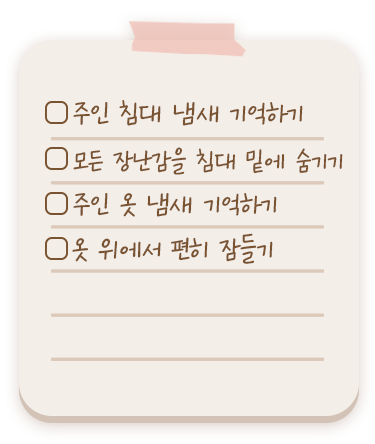 주인 침대 냄새 기억하기
모든 장난감을 침대 밑에 숨기기
주인 옷 냄새 기억하기
옷 위에서 편히 잠들기